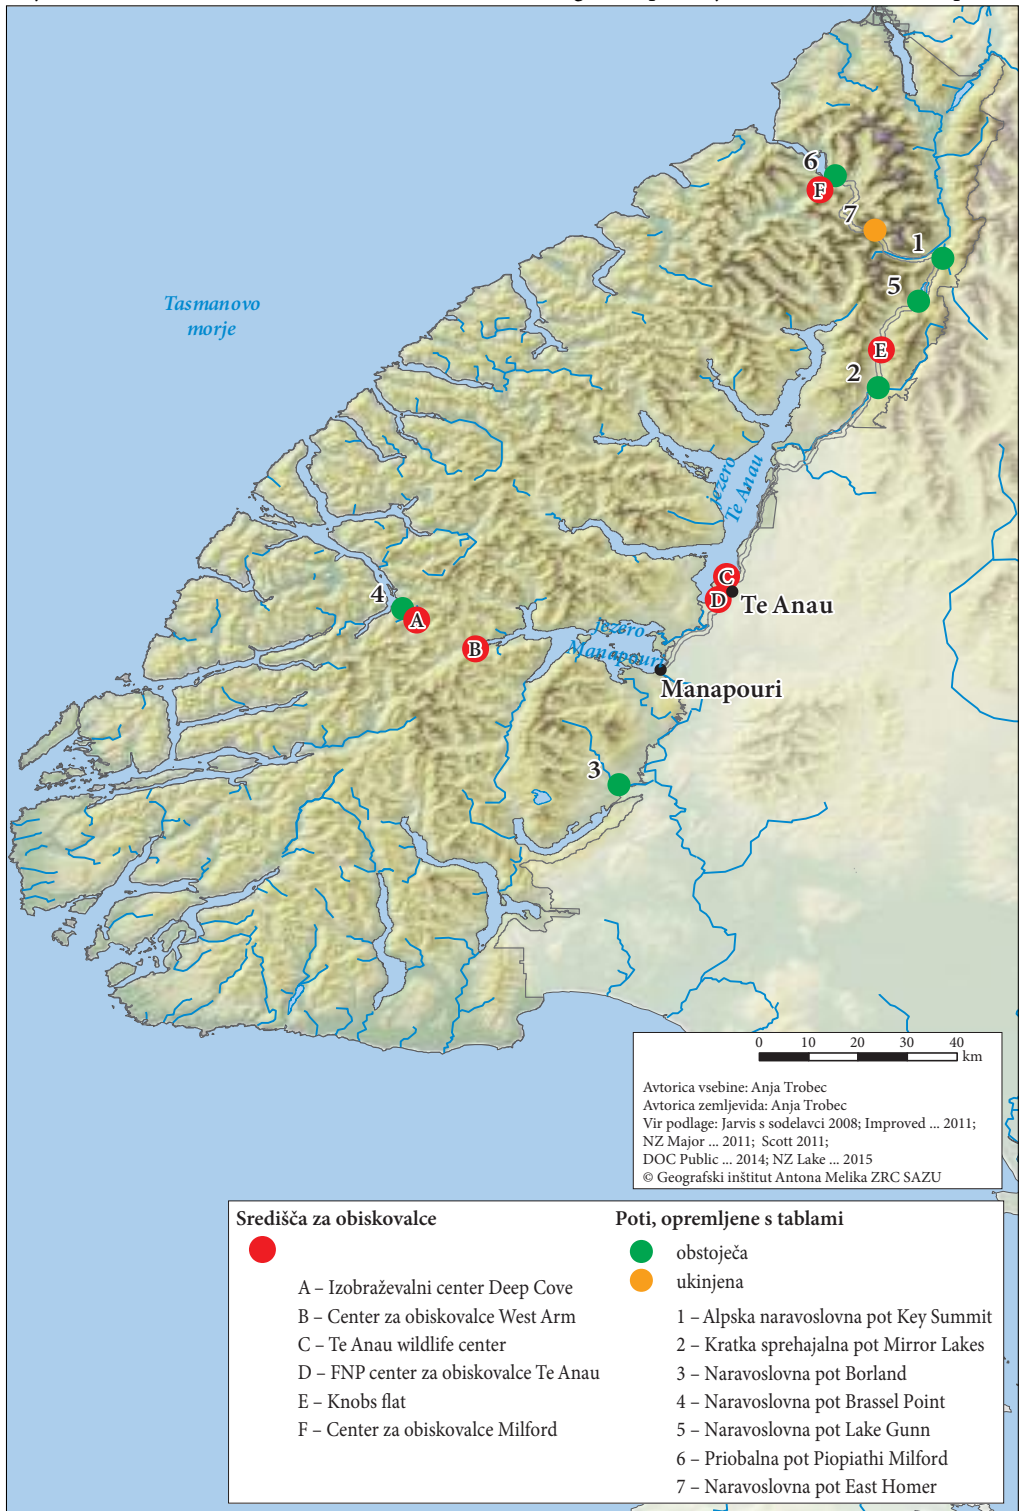 6
F
7
1
5
Tasmanovo
morje
E
2
jezero
Te Anau
C
D
Te Anau
4
A
B
jezero
Manapouri
Manapouri
3
0 10 20 30 40
km
Avtorica vsebine: Anja Trobec
Avtorica zemljevida: Anja Trobec
Vir podlage: Jarvis s sodelavci 2008; Improved ... 2011;
NZ Major ... 2011; Scott 2011;
DOC Public ... 2014; NZ Lake ... 2015
© Geografski inštitut Antona Melika ZRC SAZU
Središča za obiskovalce
A – Izobraževalni center Deep Cove
B – Center za obiskovalce West Arm
C – Te Anau wildlife center
D – FNP center za obiskovalce Te Anau
E – Knobs flat
F – Center za obiskovalce Milford
Poti, opremljene s tablami
obstoječa
ukinjena
1 – Alpska naravoslovna pot Key Summit
2 – Kratka sprehajalna pot Mirror Lakes
3 – Naravoslovna pot Borland
4 – Naravoslovna pot Brassel Point
5 – Naravoslovna pot Lake Gunn
6 – Priobalna pot Piopiathi Milford
7 – Naravoslovna pot East Homer